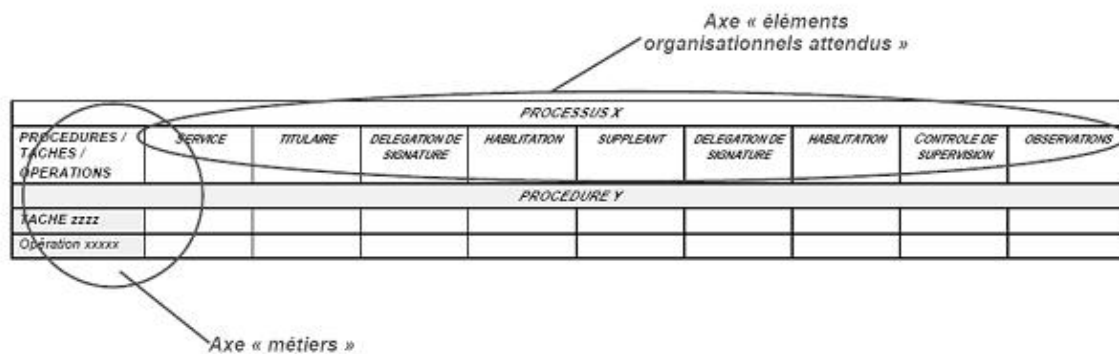 Axe « éléments
organisationnels attendus »
PROCESSUS X
PROCEDURES /
TACHES /
OPERATIONS
SERVICE
TITULAIRE
DELEGATION DE
SIGNATURE
HABILITATION
SUPPLEANT
DELEGATION DE
SIGNATURE
HABILITATION
CONTROLE DE
SUPERVISION
OBSERVATIONS
PROCEDURE Y
TACHE zzzz
Opération xxxxx
Axe « métiers »